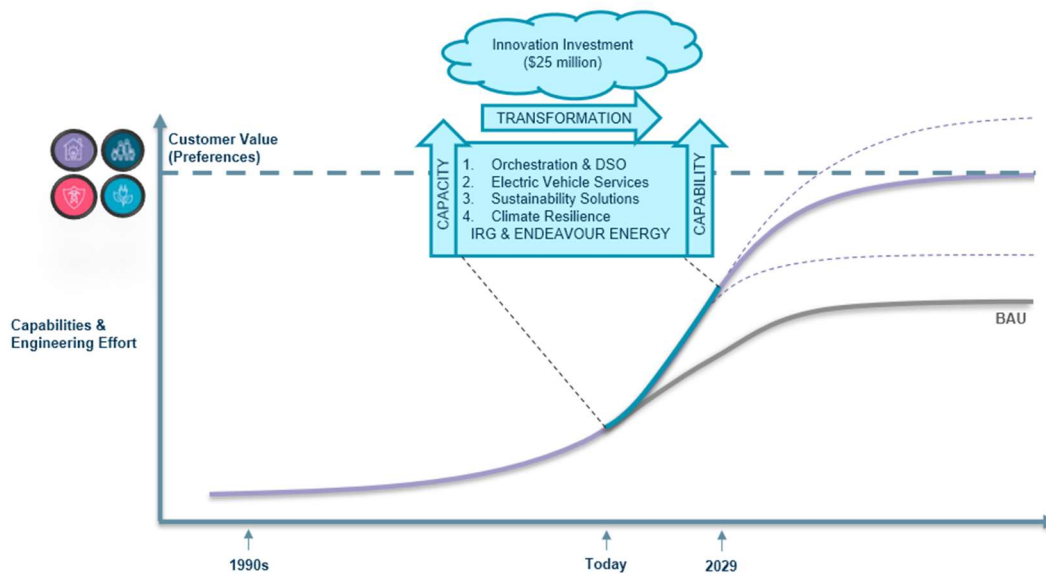 Innovation Investment
($25 million)
TRANSFORMATION
Customer Value
(Preferences)
CAPACITY
1. Orchestration & DSO
2. Electric Vehicle Services
3. Sustainability Solutions
4. Climate Resilience
IRG & ENDEAVOUR ENERGY
CAPABILITY
Capabilities &
Engineering Effort
BAU
1990s
Today
2029